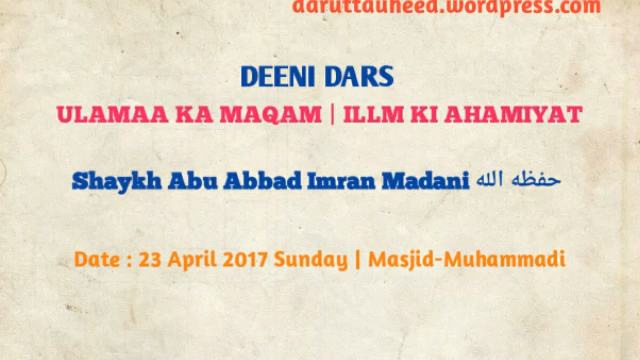 daruttauheed.wordpress.com
DEENI DARS
ULAMAA KA MAQAM | ILLM KI AHAMIYAT
Shaykh Abu Abbad Imran Madani حفظه الله
Date : 23 April 2017 Sunday | Masjid-Muhammadi